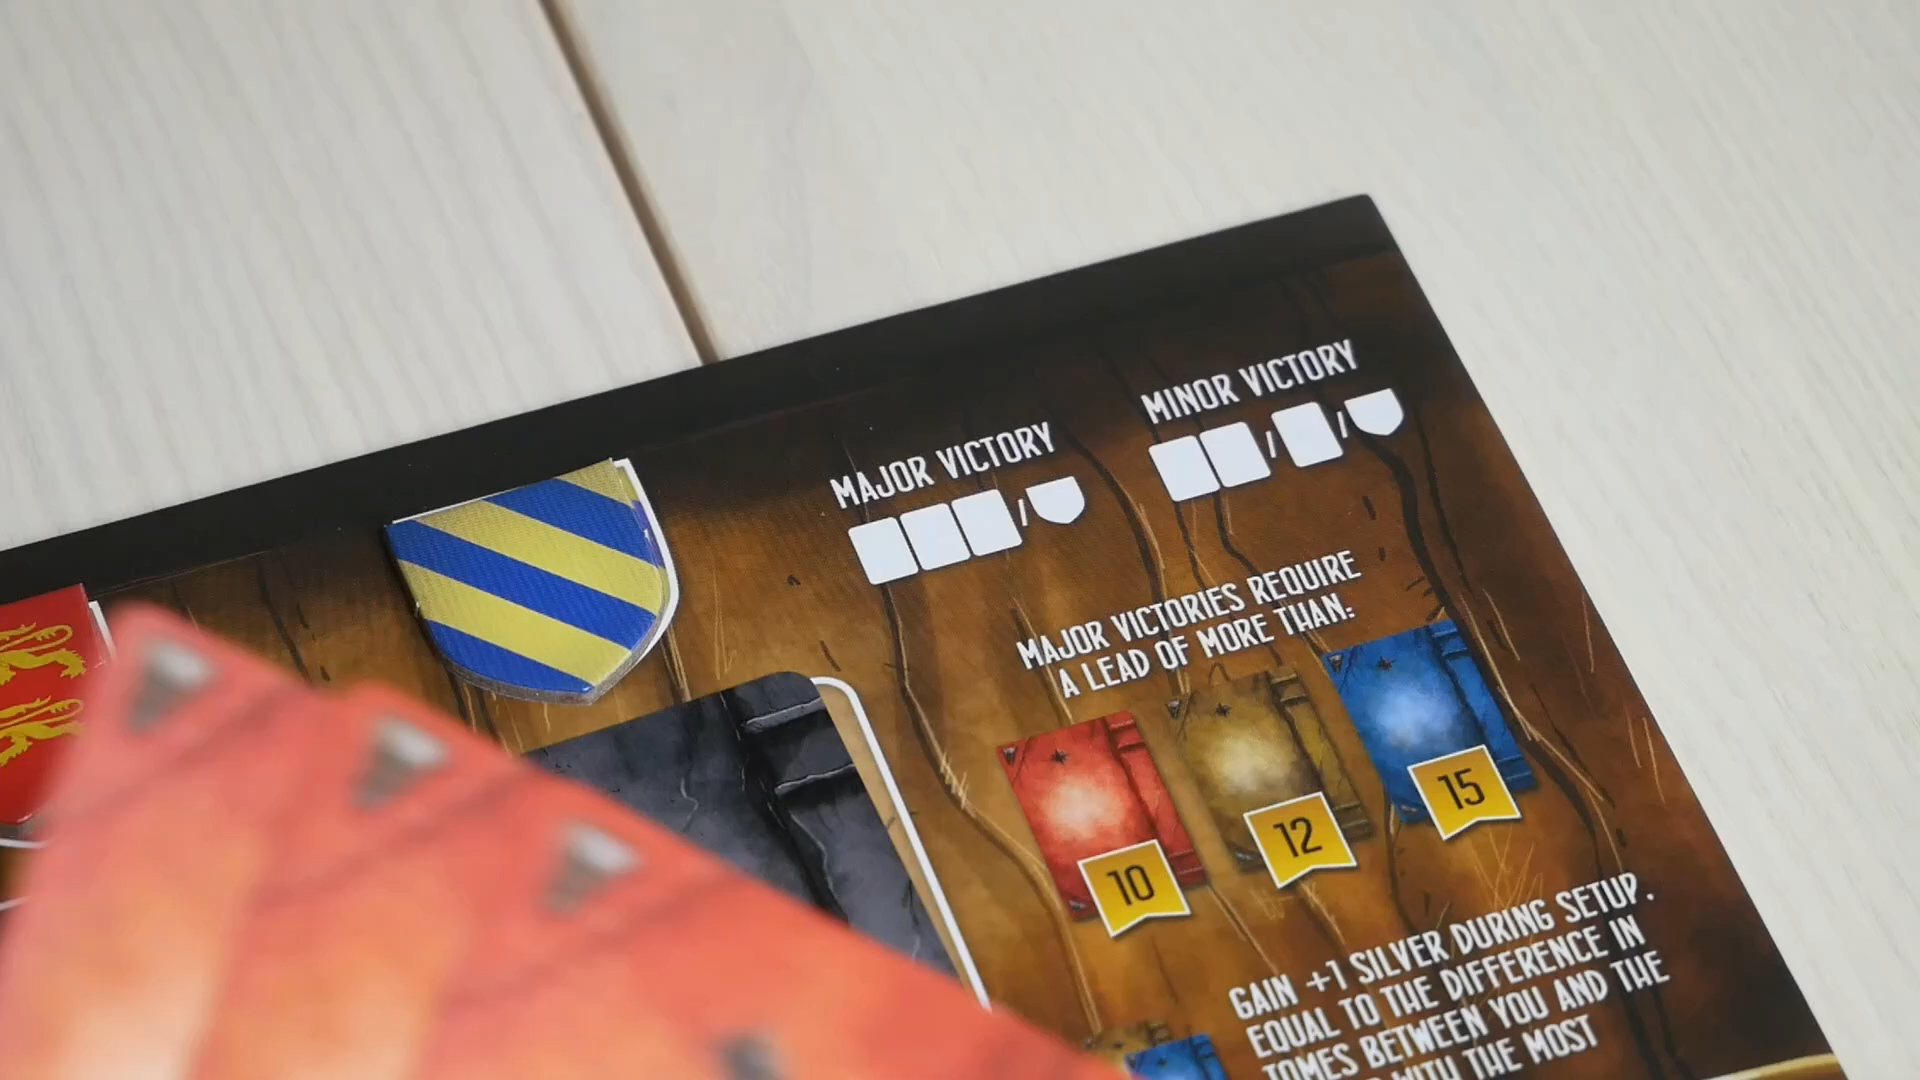 MAJOR VICTORY
/
MINOR VICTORY
/ /
MAJOR VICTORIES REQUIRE
A LEAD OF MORE THAN:
10
12
15
GAIN +1 SILVER DURING SETUP,
EQUAL TO THE DIFFERENCE IN
TOMES BETWEEN YOU AND THE
WITH THE MOST